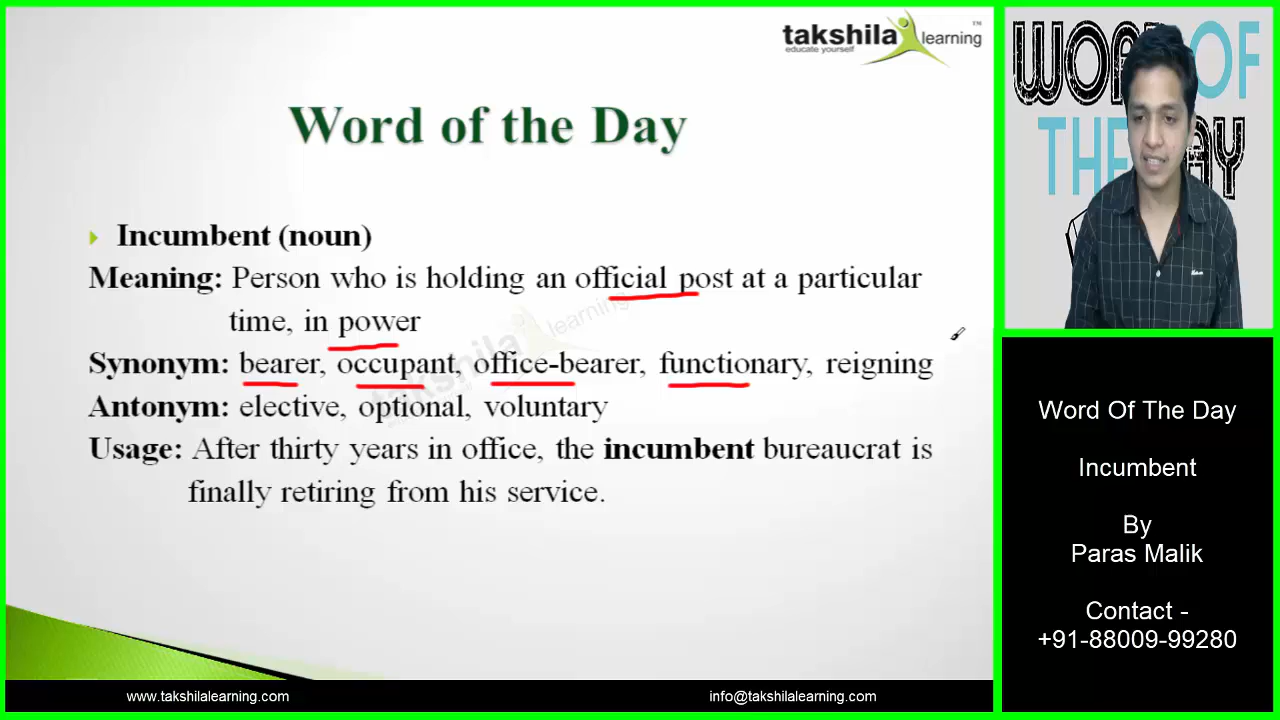 takshila learning™
educate yourself
Word of the Day
Incumbent (noun)
Meaning: Person who is holding an official post at a particular
time, in power
Synonym: bearer, occupant, office-bearer, functionary, reigning
Antonym: elective, optional, voluntary
Usage: After thirty years in office, the incumbent bureaucrat is
finally retiring from his service.
takshila learning
www.takshilalearning.com
info@takshilalearning.com
WORD OF
THE DAY
Word Of The Day
Incumbent
By
Paras Malik
Contact -
+91-88009-99280